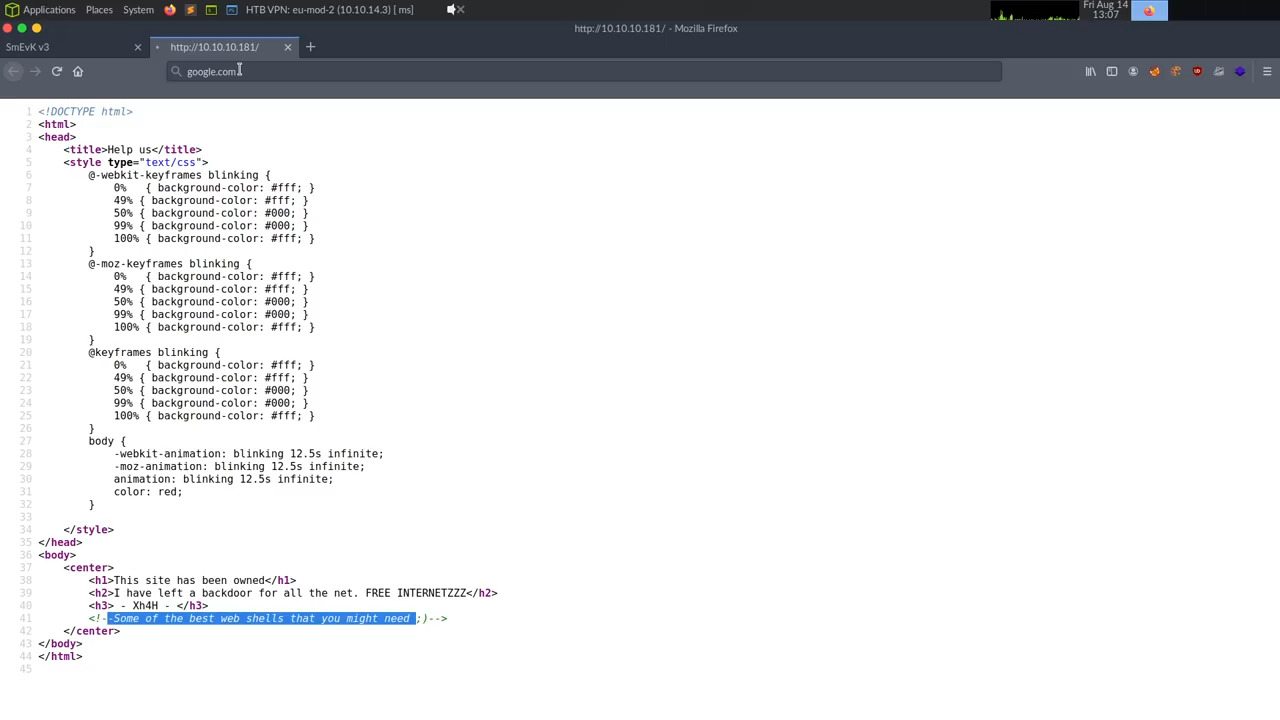 Applications Places System HTB VPN: eu-mod-2 (10.10.14.3) [ ms] Fri Aug 14
13:07
http://10.10.10.181/ - Mozilla Firefox
SmEvK v3 http://10.10.10.181/
google.com
1 <!DOCTYPE html>
2 <html>
3 <head>
4 <title>Help us</title>
5 <style type="text/css">
6 @-webkit-keyframes blinking {
7 0% { background-color: #fff; }
8 49% { background-color: #fff; }
9 50% { background-color: #000; }
10 99% { background-color: #000; }
11 100% { background-color: #fff; }
12 }
13 @-moz-keyframes blinking {
14 0% { background-color: #fff; }
15 49% { background-color: #fff; }
16 50% { background-color: #000; }
17 99% { background-color: #000; }
18 100% { background-color: #fff; }
19 }
20 @keyframes blinking {
21 0% { background-color: #fff; }
22 49% { background-color: #fff; }
23 50% { background-color: #000; }
24 99% { background-color: #000; }
25 100% { background-color: #fff; }
26 }
27 body {
28 -webkit-animation: blinking 12.5s infinite;
29 -moz-animation: blinking 12.5s infinite;
30 animation: blinking 12.5s infinite;
31 color: red;
32 }
33
34 </style>
35 </head>
36 <body>
37 <center>
38 <h1>This site has been owned</h1>
39 <h2>I have left a backdoor for all the net. FREE INTERNETZZZ</h2>
40 <h3> - Xh4H - </h3>
41 <!--Some of the best web shells that you might need ;)-->
42 </center>
43 </body>
44 </html>
45